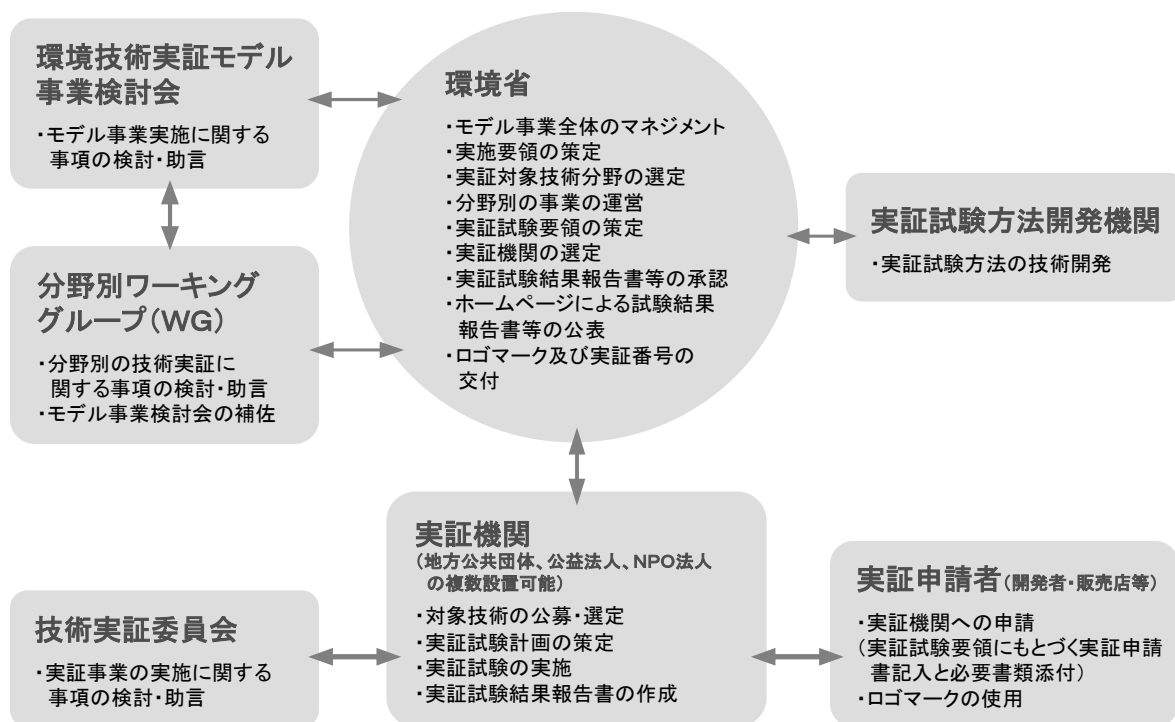 環境技術実証モデル
事業検討会
・モデル事業実施に関する
事項の検討・助言
分野別ワーキング
グループ(WG)
・分野別の技術実証に
関する事項の検討・助言
・モデル事業検討会の補佐
環境省
・モデル事業全体のマネジメント
・実施要領の策定
・実証対象技術分野の選定
・分野別の事業の運営
・実証試験要領の策定
・実証機関の選定
・実証試験結果報告書等の承認
・ホームページによる試験結果
報告書等の公表
・ロゴマーク及び実証番号の
交付
実証試験方法開発機関
・実証試験方法の技術開発
技術実証委員会
・実証事業の実施に関する
事項の検討・助言
実証機関
(地方公共団体、公益法人、NPO法人
の複数設置可能)
・対象技術の公募・選定
・実証試験計画の策定
・実証試験の実施
・実証試験結果報告書の作成
実証申請者(開発者・販売店等)
・実証機関への申請
(実証試験要領にもとづく実証申請
書記入と必要書類添付)
・ロゴマークの使用